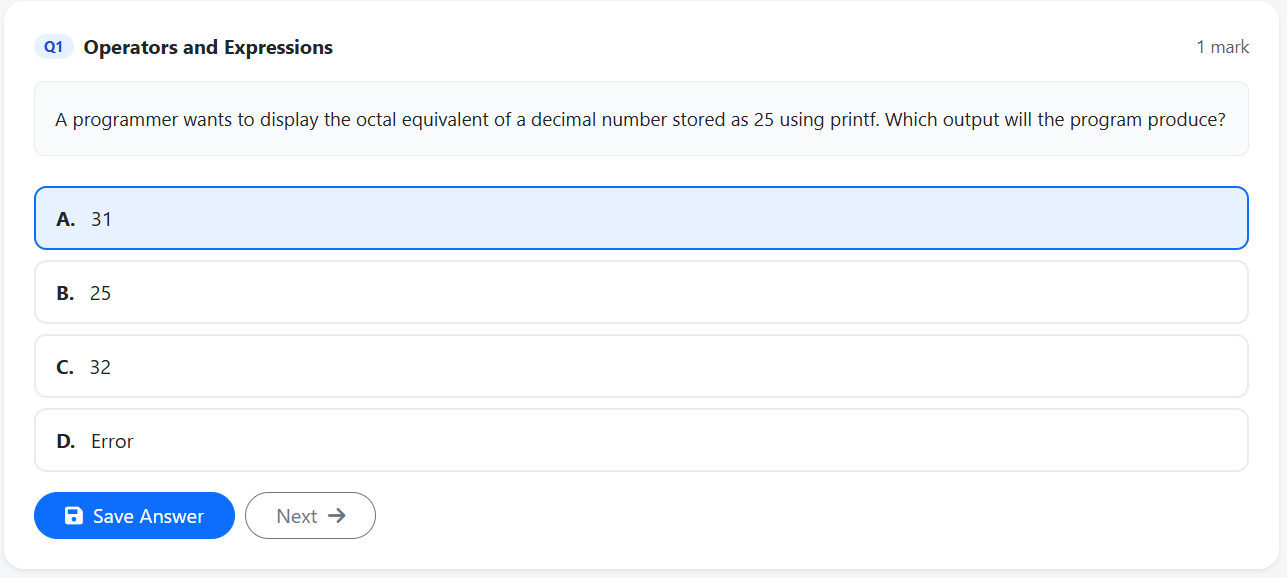 Q1 Operators and Expressions 1 mark
A programmer wants to display the octal equivalent of a decimal number stored as 25 using printf. Which output will the program produce?
A. 31
B. 25
C. 32
D. Error
Save Answer Next →